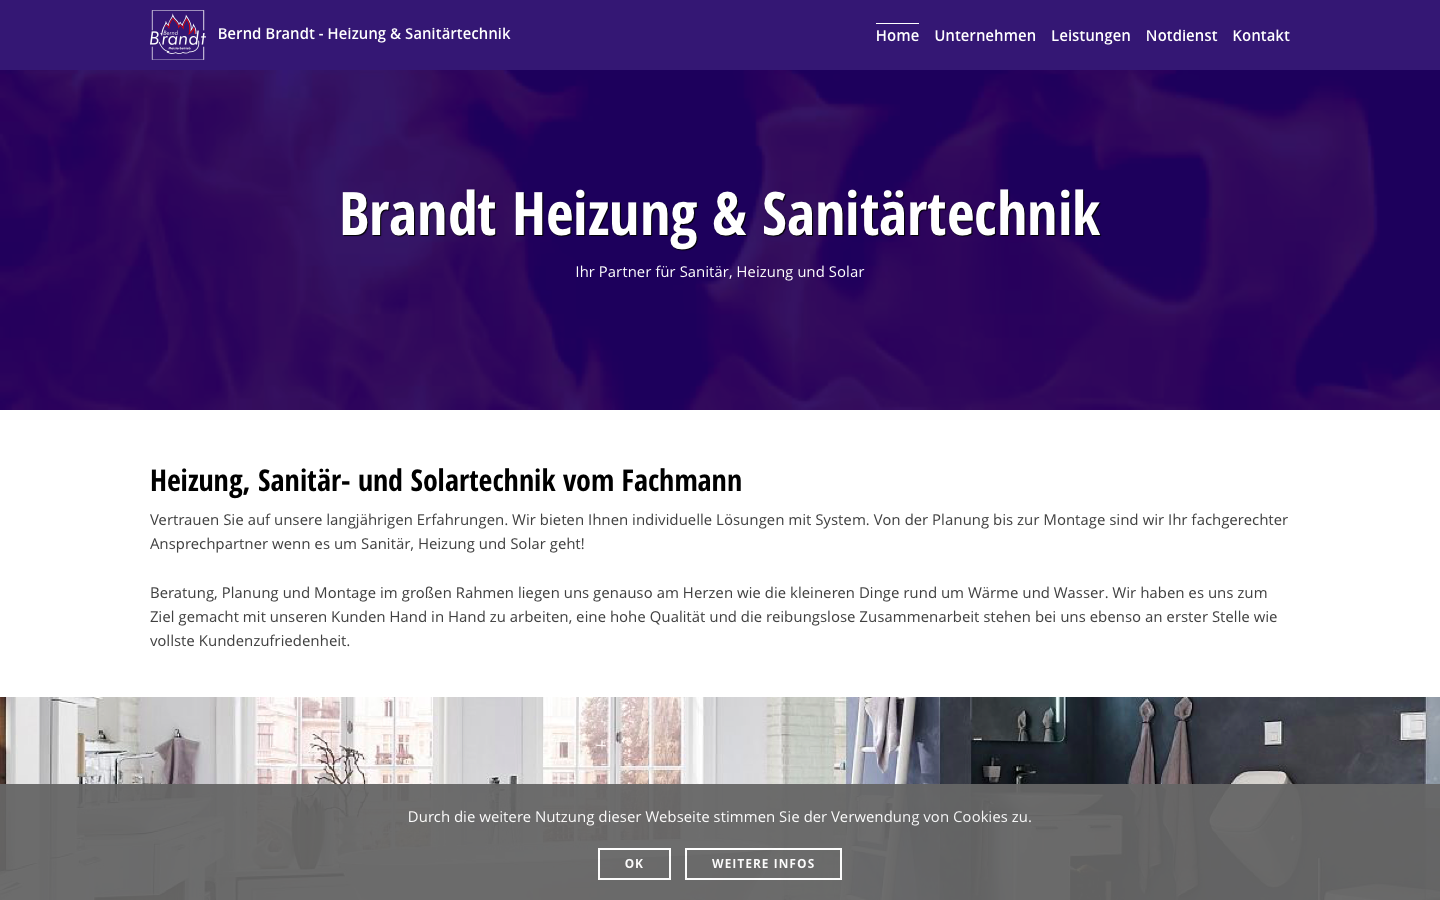 Bernd
Brandt
Bernd Brandt - Heizung & Sanitärtechnik
Home Unternehmen Leistungen Notdienst Kontakt
Brandt Heizung & Sanitärtechnik
Ihr Partner für Sanitär, Heizung und Solar
Heizung, Sanitär- und Solartechnik vom Fachmann
Vertrauen Sie auf unsere langjährigen Erfahrungen. Wir bieten Ihnen individuelle Lösungen mit System. Von der Planung bis zur Montage sind wir Ihr fachgerechter
Ansprechpartner wenn es um Sanitär, Heizung und Solar geht!
Beratung, Planung und Montage im großen Rahmen liegen uns genauso am Herzen wie die kleineren Dinge rund um Wärme und Wasser. Wir haben es uns zum
Ziel gemacht mit unseren Kunden Hand in Hand zu arbeiten, eine hohe Qualität und die reibungslose Zusammenarbeit stehen bei uns ebenso an erster Stelle wie
vollste Kundenzufriedenheit.
Durch die weitere Nutzung dieser Webseite stimmen Sie der Verwendung von Cookies zu.
OK WEITERE INFOS